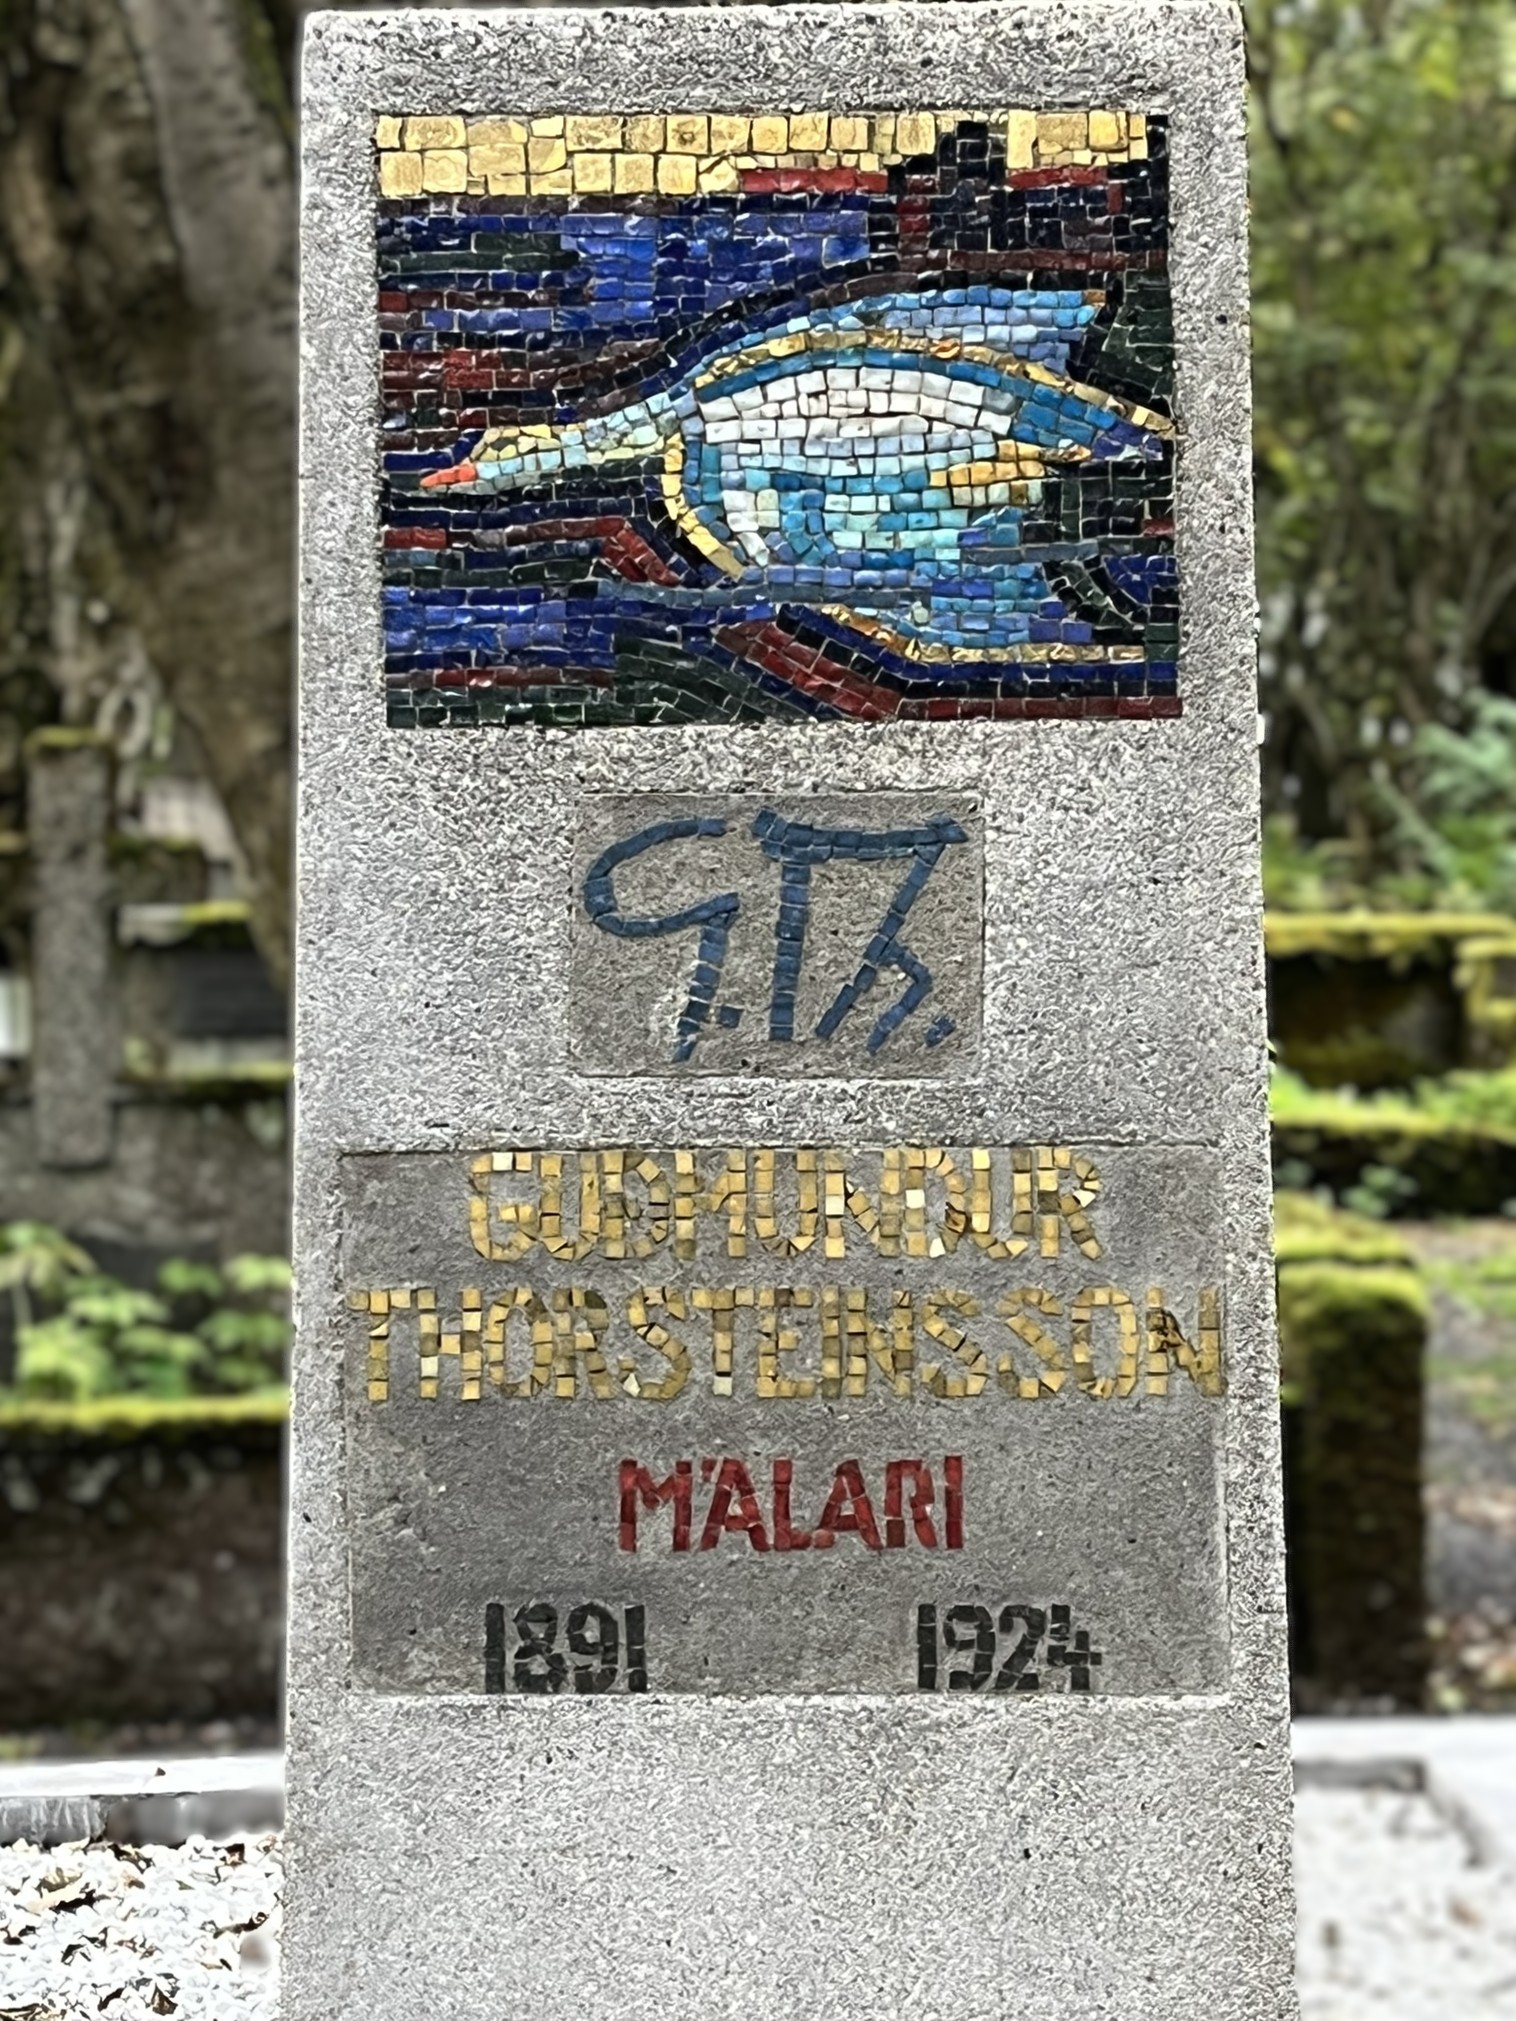 G.Th.
GUÐMUNDUR
THORSTEINSSON
MÁLARI
1891 1924